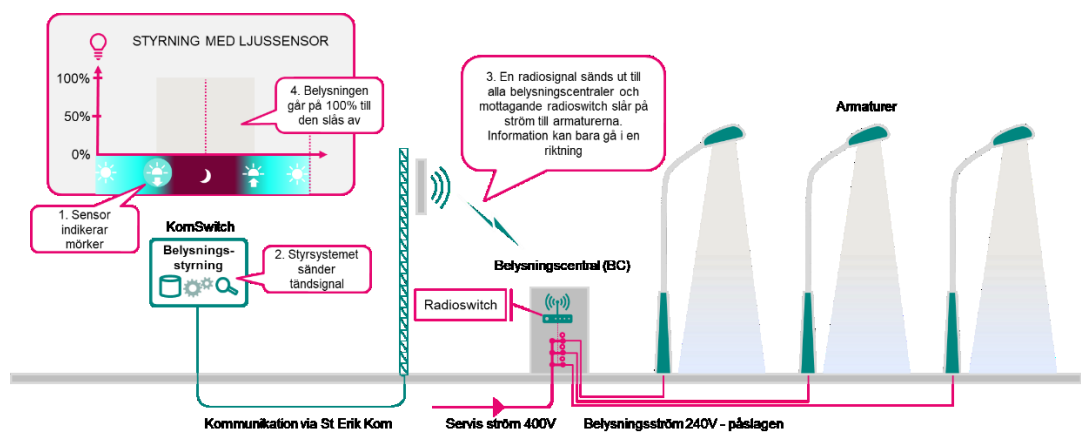 STYRNING MED LJUSSENSOR
100%
50%
0%
4. Belysningen
går på 100% till
den slås av
1. Sensor
indikerar
mörker
KomSwitch
Belysnings-
styrning
2. Styrsystemet
sänder
tändsignal
3. En radiosignal sänds ut till
alla belysningscentraler och
mottagande radioswitch slår på
ström till armaturerna.
Information kan bara gå i en
riktning
Armaturer
Belysningscentral (BC)
Radioswitch
Kommunikation via St Erik Kom
Servis ström 400V
Belysningsström 240V - påslagen